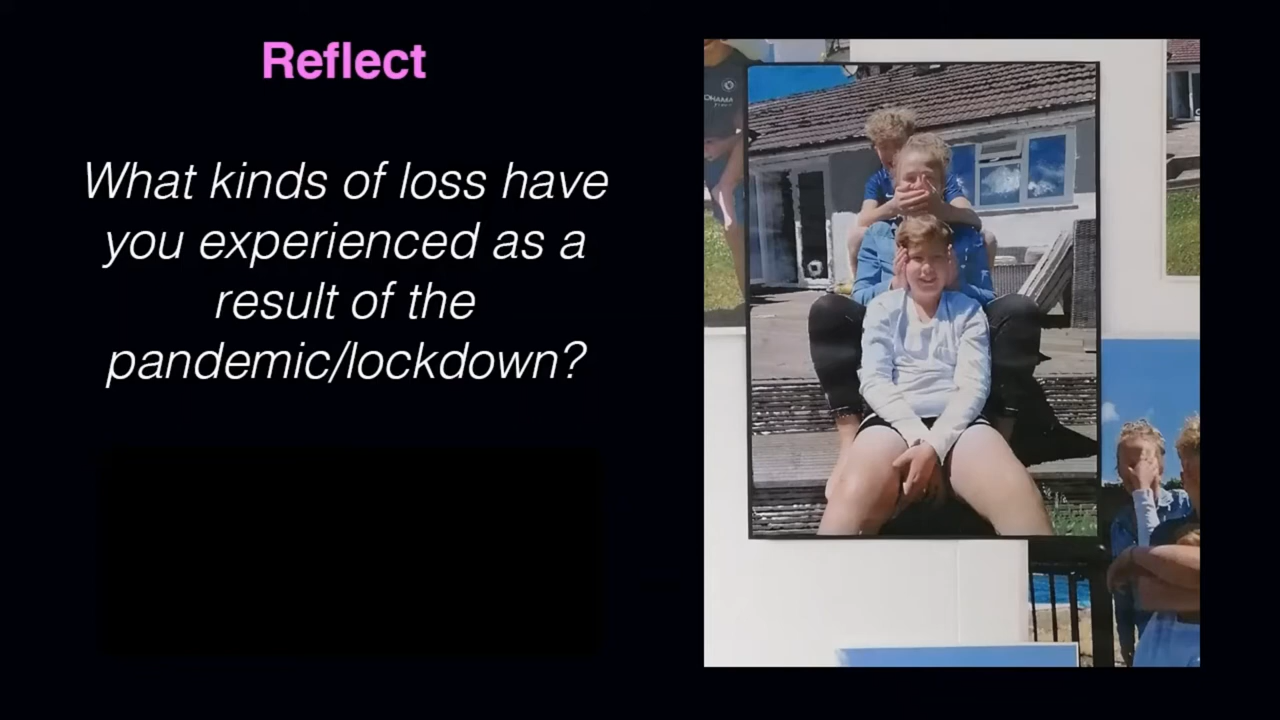 Reflect
What kinds of loss have
you experienced as a
result of the
pandemic/lockdown?